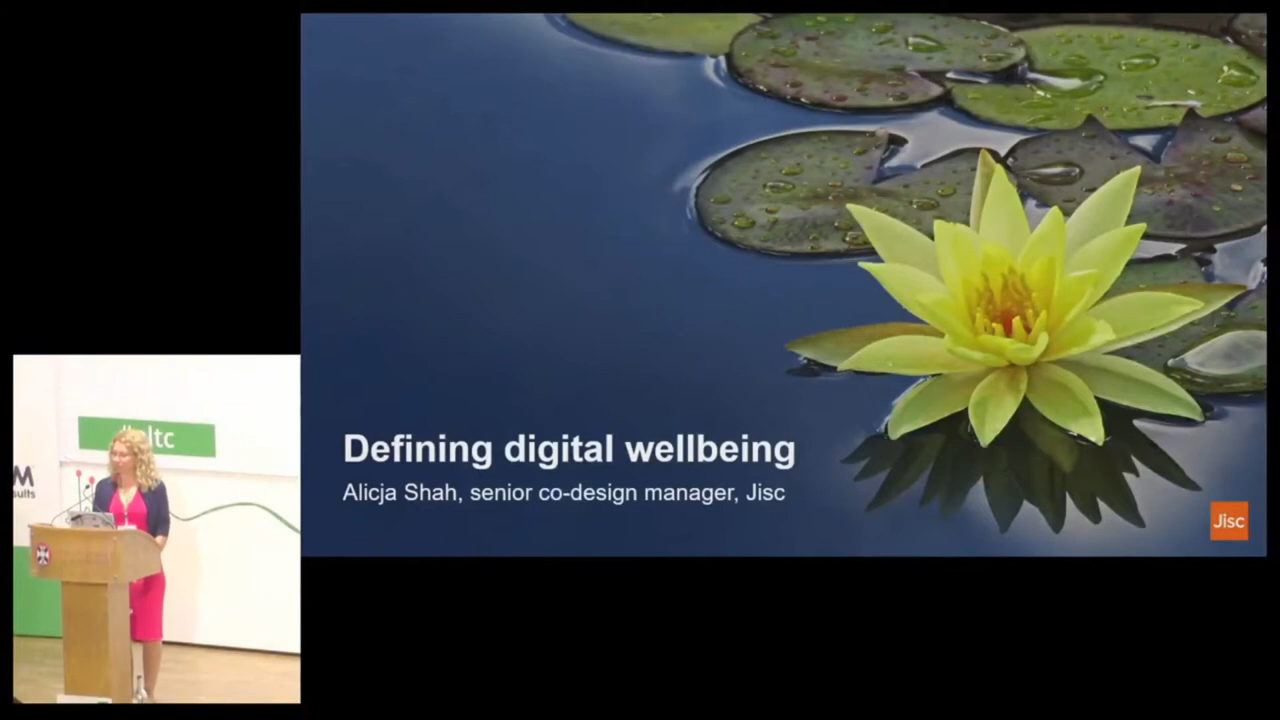 Defining digital wellbeing
Alicja Shah, senior co-design manager, Jisc
Jisc